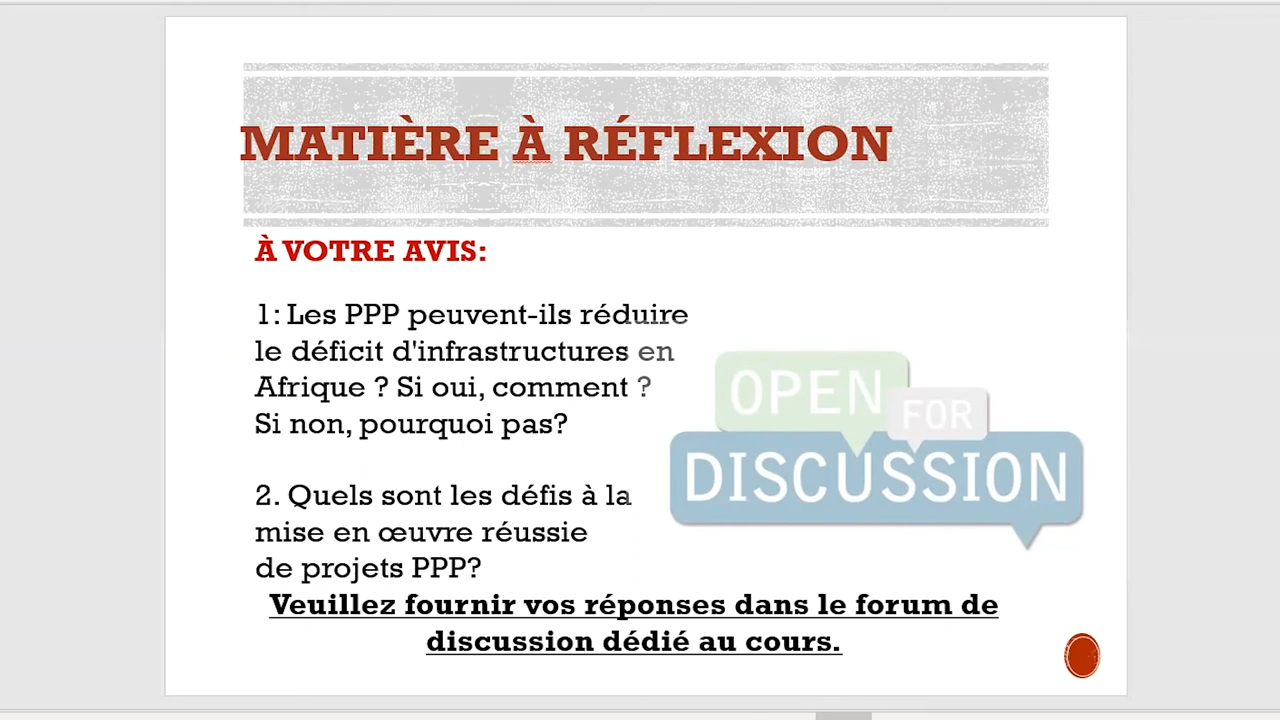 MATIÈRE À RÉFLEXION
À VOTRE AVIS:
1: Les PPP peuvent-ils réduire
le déficit d'infrastructures en
Afrique ? Si oui, comment ?
Si non, pourquoi pas?
OPEN
FOR
DISCUSSION
2. Quels sont les défis à la
mise en œuvre réussie
de projets PPP?
Veuillez fournir vos réponses dans le forum de
discussion dédié au cours.